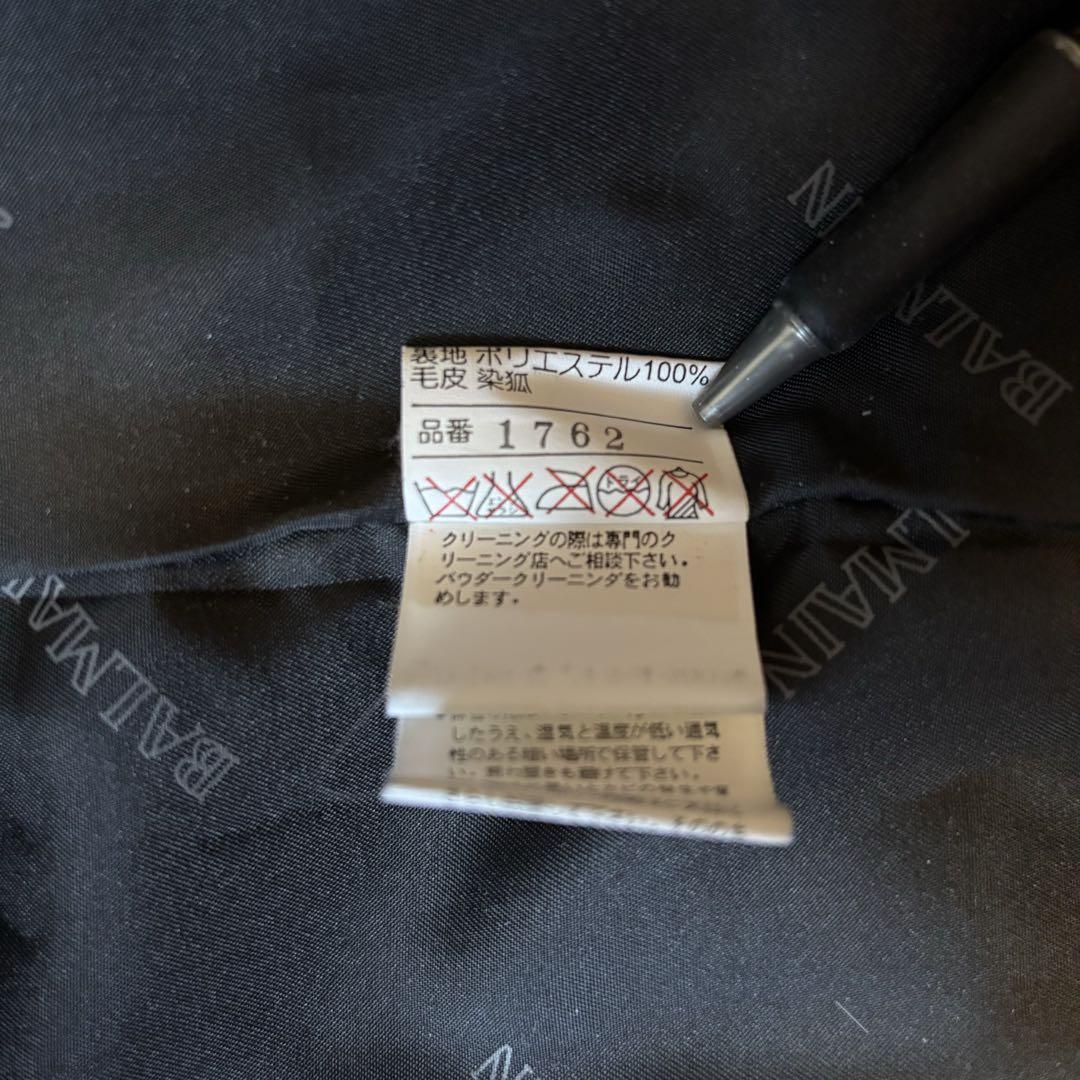 裏地 ポリエステル100%
毛皮 染狐
品番 1762
エンソ
ドライ
クリーニングの際は専門のク
リーニング店へご相談下さい.
パウダークリーニングをお勧
めします.
したうえ、湿気と温度が低い通気
性のある暗い場所で保管して下さ
BALMAIN
BALMAIN
BALMAIN